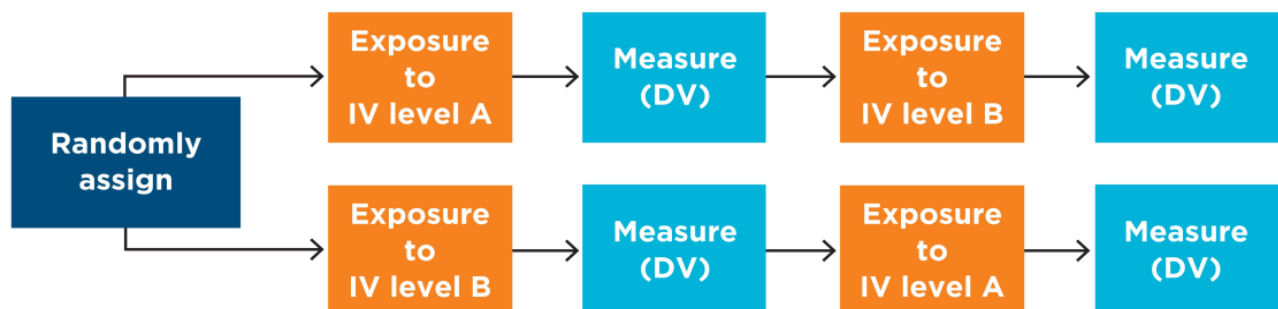 Randomly
assign
Exposure
to
IV level A
Measure
(DV)
Exposure
to
IV level B
Measure
(DV)
Exposure
to
IV level B
Measure
(DV)
Exposure
to
IV level A
Measure
(DV)